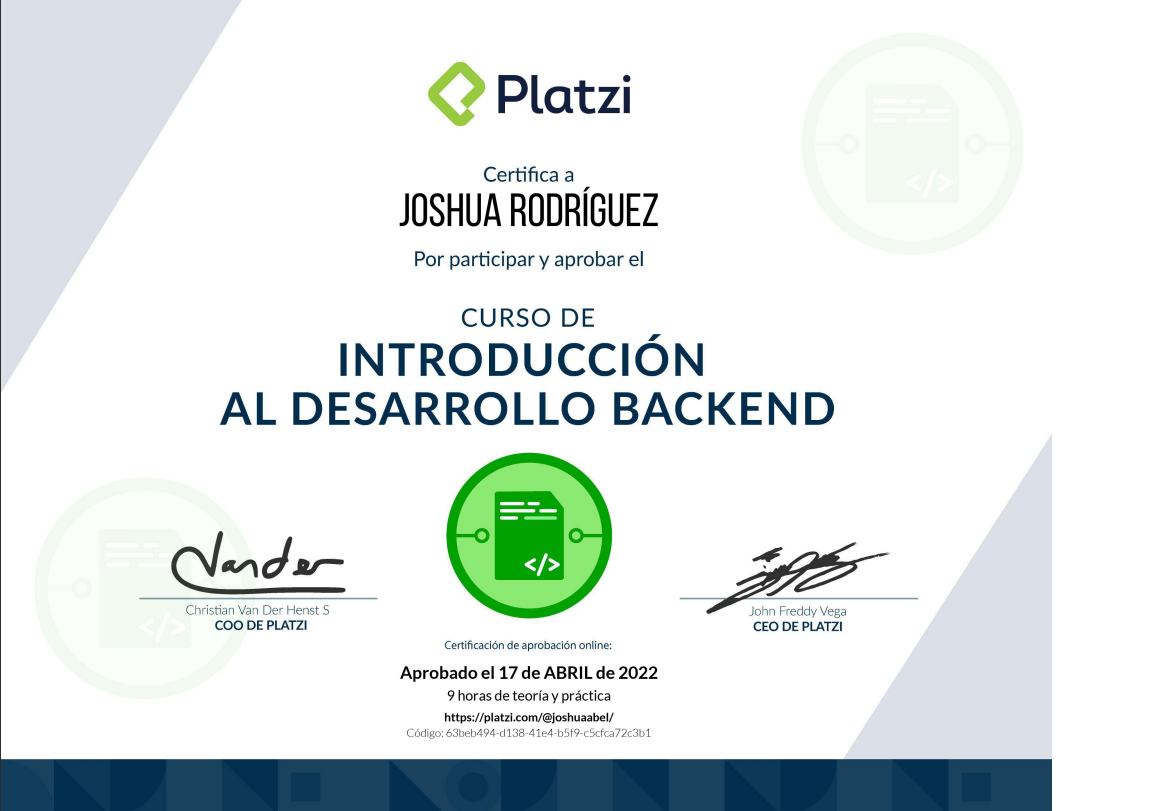 Platzi
Certifica a
JOSHUA RODRÍGUEZ
Por participar y aprobar el
CURSO DE
INTRODUCCIÓN
AL DESARROLLO BACKEND
</>
</>
Vander
</>
Christian Van Der Henst S
COO DE PLATZI
John Freddy Vega
CEO DE PLATZI
Certificación de aprobación online:
Aprobado el 17 de ABRIL de 2022
9 horas de teoría y práctica
https://platzi.com/@joshuaabel/
Código: 63beb494-d138-41e4-b5f9-c5cfca72c3b1